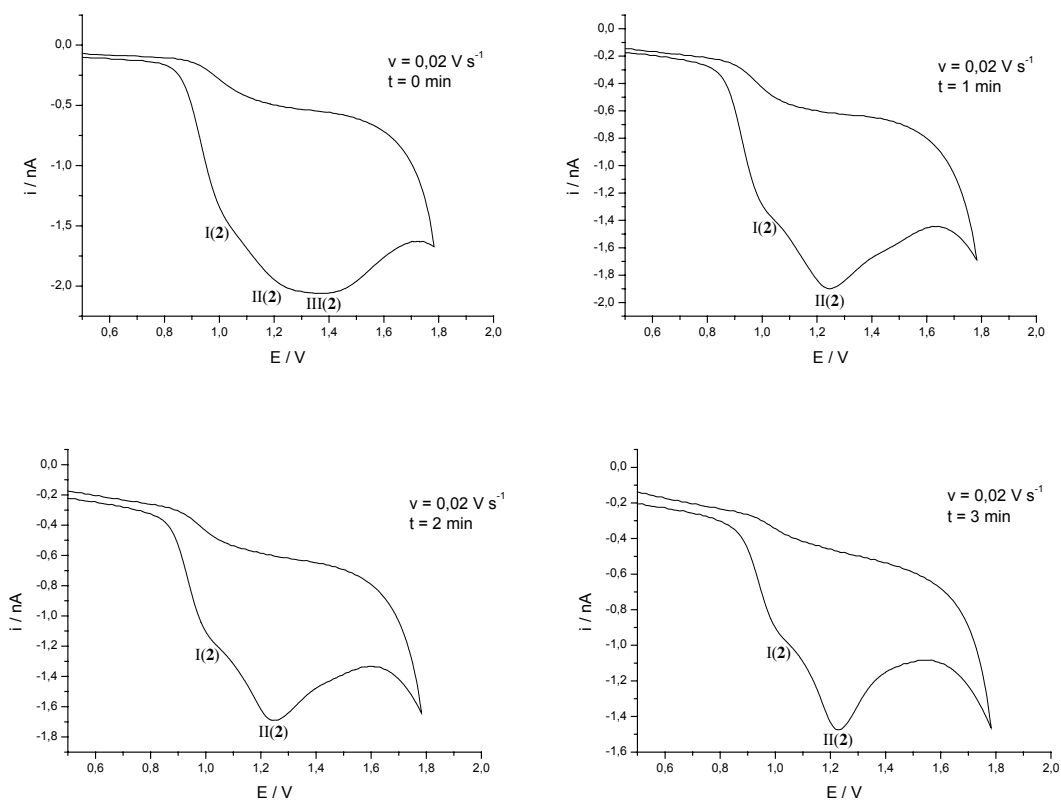 0,0
-0,5
-1,0
-1,5
-2,0
i / nA
0,6 0,8 1,0 1,2 1,4 1,6 1,8 2,0
E / V
v = 0,02 V s⁻¹
t = 0 min
I(2)
II(2) III(2)
0,0
-0,2
-0,4
-0,6
-0,8
-1,0
-1,2
-1,4
-1,6
-1,8
-2,0
i / nA
0,6 0,8 1,0 1,2 1,4 1,6 1,8 2,0
E / V
v = 0,02 V s⁻¹
t = 1 min
I(2)
II(2)
0,0
-0,2
-0,4
-0,6
-0,8
-1,0
-1,2
-1,4
-1,6
-1,8
i / nA
0,6 0,8 1,0 1,2 1,4 1,6 1,8 2,0
E / V
v = 0,02 V s⁻¹
t = 2 min
I(2)
II(2)
0,0
-0,2
-0,4
-0,6
-0,8
-1,0
-1,2
-1,4
-1,6
i / nA
0,6 0,8 1,0 1,2 1,4 1,6 1,8 2,0
E / V
v = 0,02 V s⁻¹
t = 3 min
I(2)
II(2)